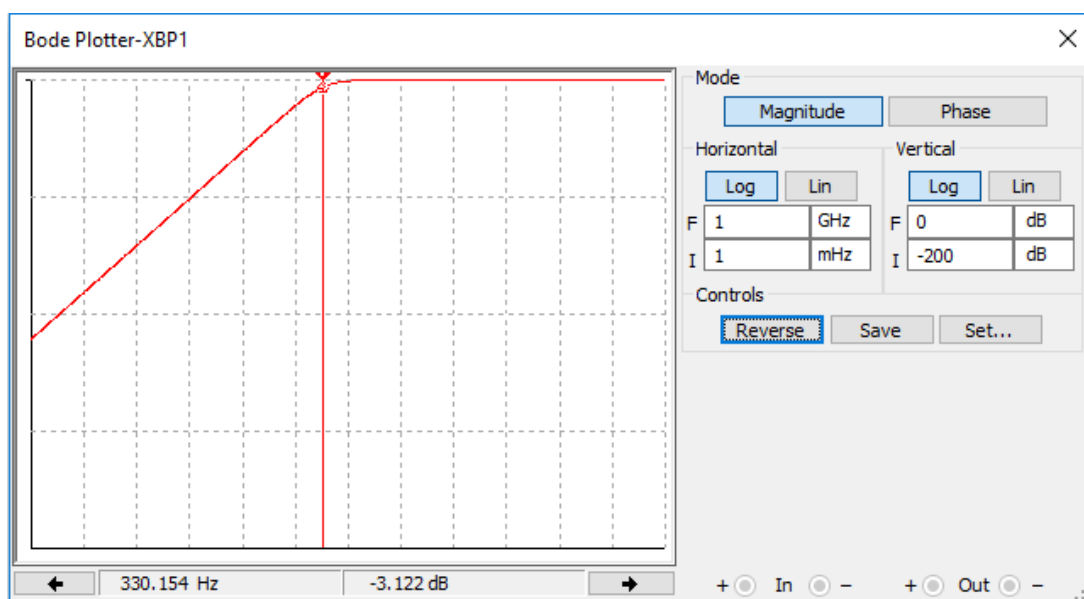 Bode Plotter-XBP1
Mode
Magnitude Phase
Horizontal Vertical
Log Lin Log Lin
F 1 GHz F 0 dB
I 1 mHz I -200 dB
Controls
Reverse Save Set...
330.154 Hz -3.122 dB + In − + Out −